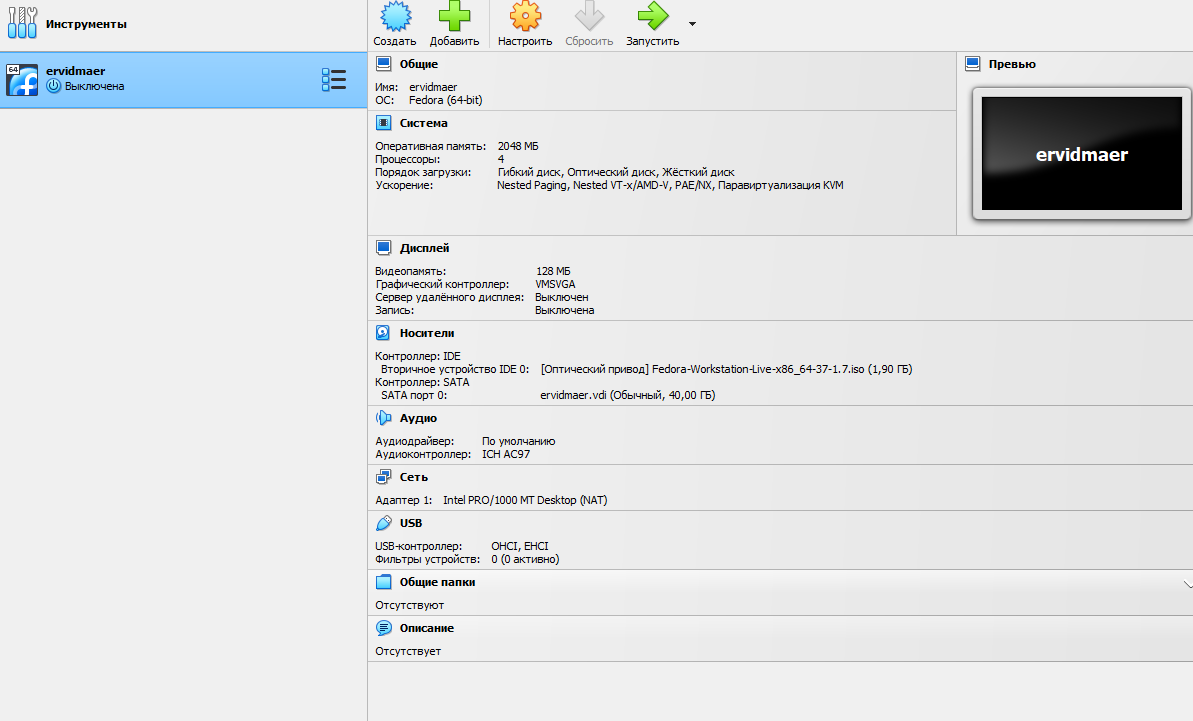 Инструменты
Создать Добавить Настроить Сбросить Запустить
64
ervidmaer
Выключена
Общие
Имя: ervidmaer
ОС: Fedora (64-bit)
Превью
ervidmaer
Система
Оперативная память: 2048 МБ
Процессоры: 4
Порядок загрузки: Гибкий диск, Оптический диск, Жёсткий диск
Ускорение: Nested Paging, Nested VT-x/AMD-V, PAE/NX, Паравиртуализация KVM
Дисплей
Видеопамять: 128 МБ
Графический контроллер: VMSVGA
Сервер удалённого дисплея: Выключен
Запись: Выключена
Носители
Контроллер: IDE
Вторичное устройство IDE 0: [Оптический привод] Fedora-Workstation-Live-x86_64-37-1.7.iso (1,90 ГБ)
Контроллер: SATA
SATA порт 0: ervidmaer.vdi (Обычный, 40,00 ГБ)
Аудио
Аудиодрайвер: По умолчанию
Аудиоконтроллер: ICH AC97
Сеть
Адаптер 1: Intel PRO/1000 MT Desktop (NAT)
USB
USB-контроллер: OHCI, EHCI
Фильтры устройств: 0 (0 активно)
Общие папки
Отсутствуют
Описание
Отсутствует